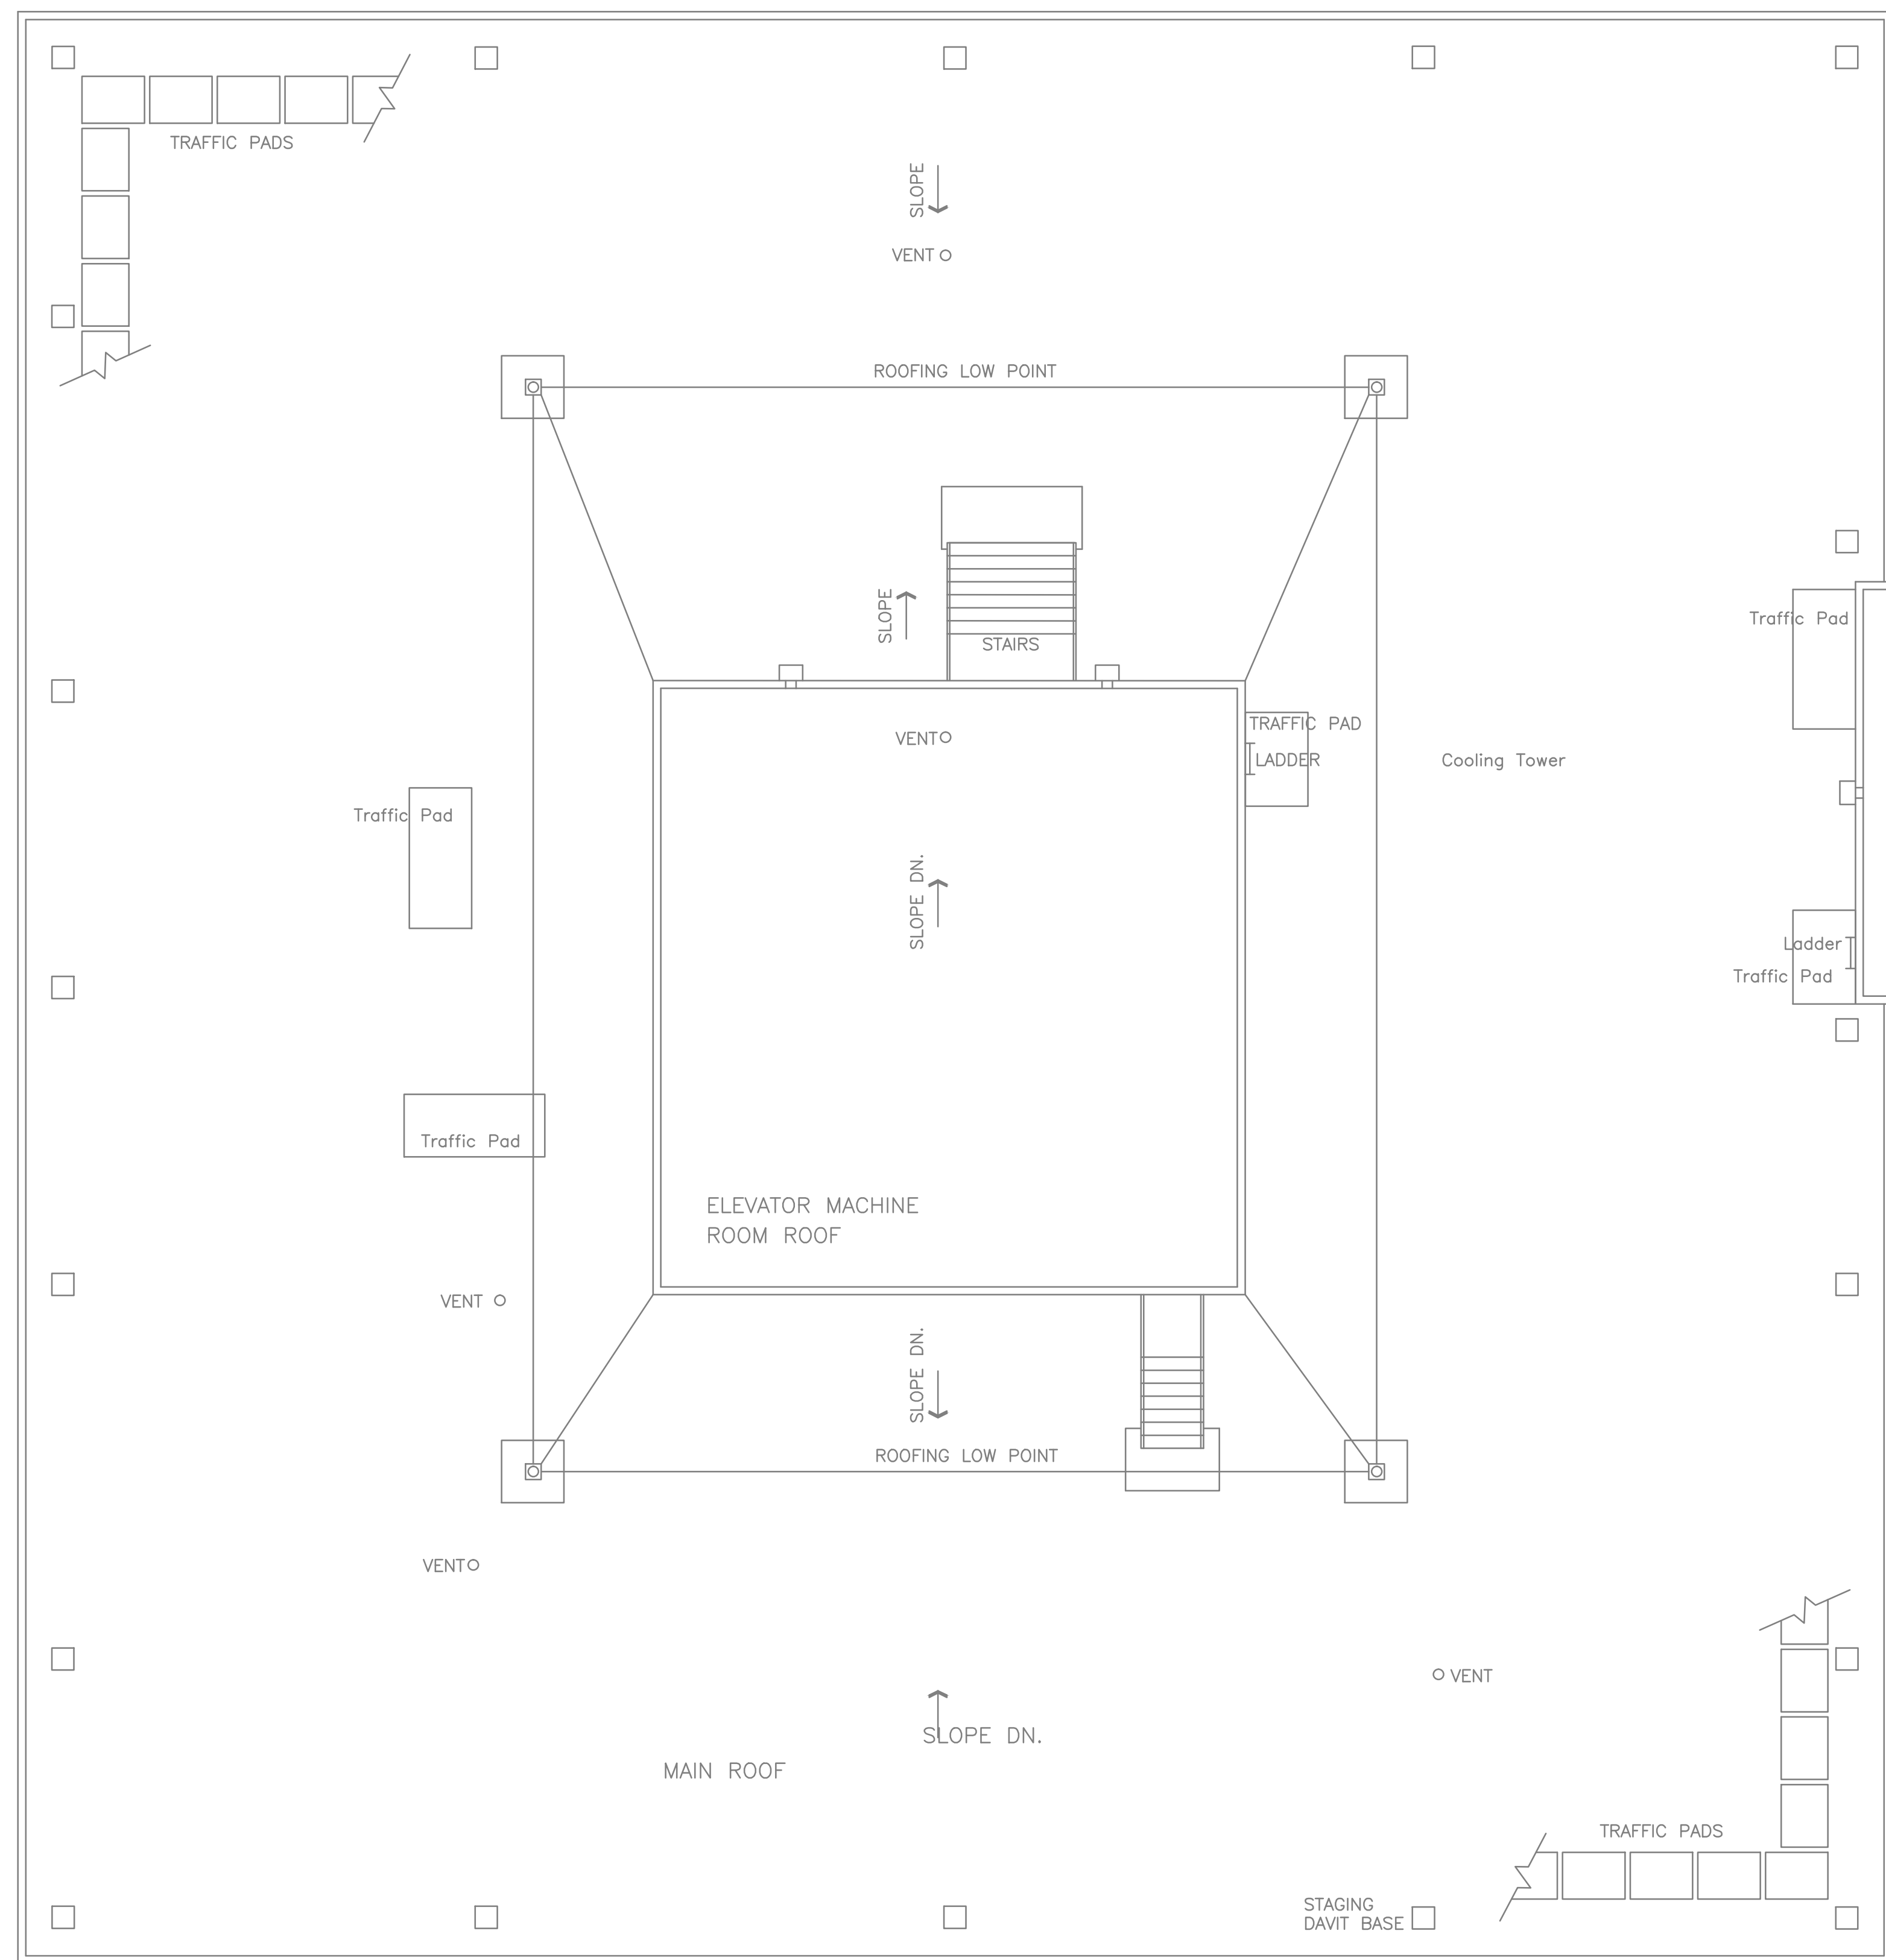 TRAFFIC PADS
SLOPE
VENT
ROOFING LOW POINT
SLOPE
STAIRS
Traffic Pad
TRAFFIC PAD
VENT
LADDER
Cooling Tower
Traffic Pad
SLOPE DN.
Ladder
Traffic Pad
Traffic Pad
ELEVATOR MACHINE
ROOM ROOF
VENT
SLOPE DN.
ROOFING LOW POINT
VENT
VENT
SLOPE DN.
MAIN ROOF
TRAFFIC PADS
STAGING
DAVIT BASE